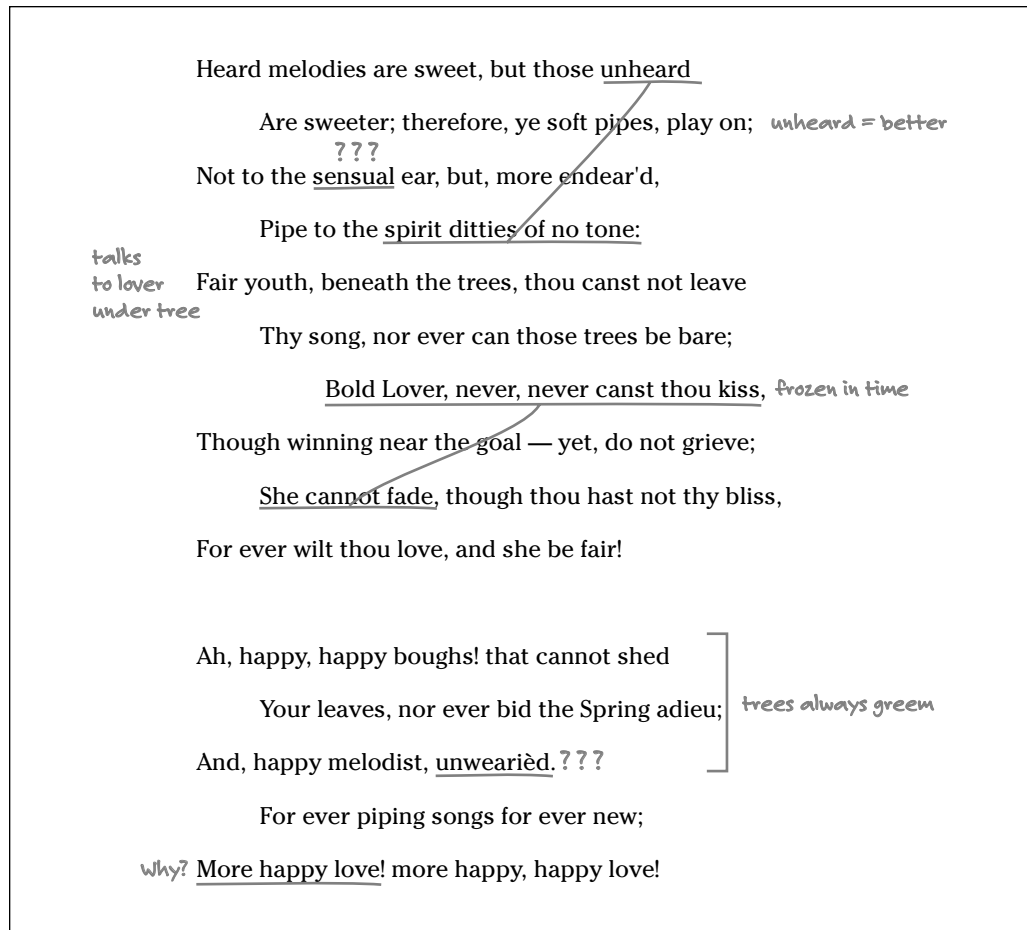 Heard melodies are sweet, but those unheard
Are sweeter; therefore, ye soft pipes, play on; unheard = better
???
Not to the sensual ear, but, more endear'd,
Pipe to the spirit ditties of no tone:
talks
to lover
under tree
Fair youth, beneath the trees, thou canst not leave
Thy song, nor ever can those trees be bare;
Bold Lover, never, never canst thou kiss, frozen in time
Though winning near the goal — yet, do not grieve;
She cannot fade, though thou hast not thy bliss,
For ever wilt thou love, and she be fair!
Ah, happy, happy boughs! that cannot shed
Your leaves, nor ever bid the Spring adieu;
trees always greem
And, happy melodist, unwearièd. ???
For ever piping songs for ever new;
Why? More happy love! more happy, happy love!